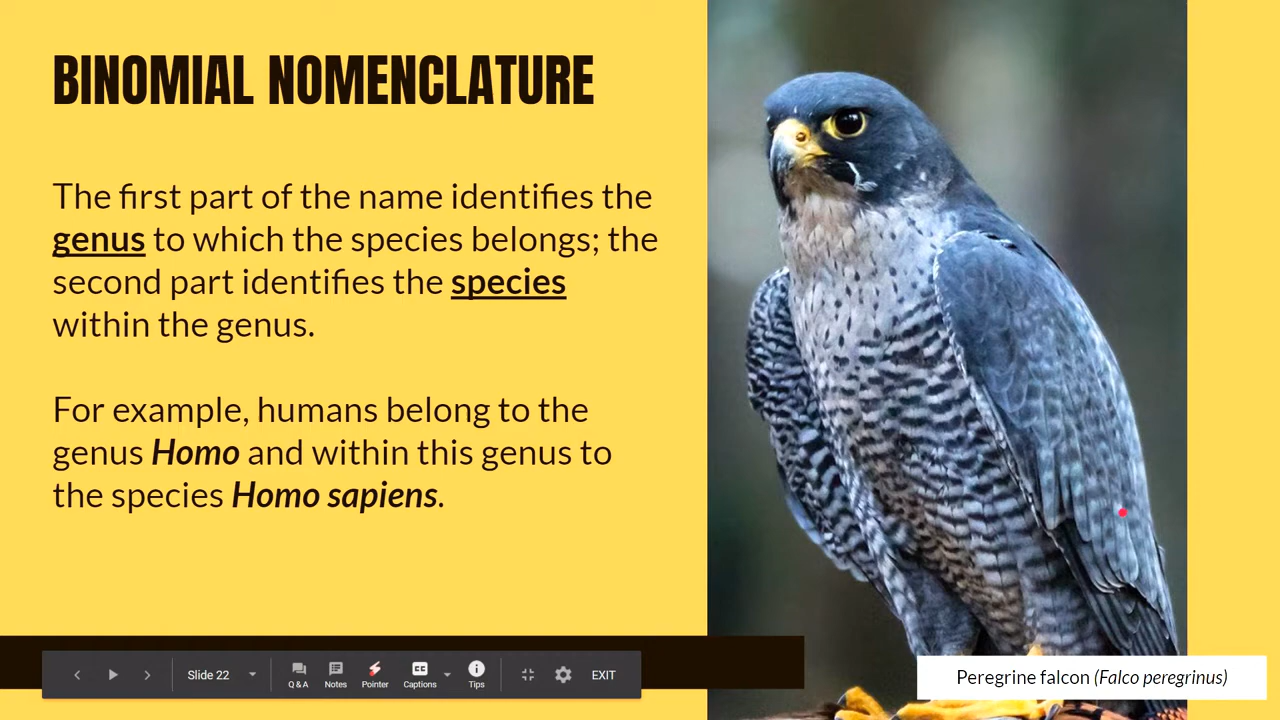 BINOMIAL NOMENCLATURE
The first part of the name identifies the
genus to which the species belongs; the
second part identifies the species
within the genus.
For example, humans belong to the
genus Homo and within this genus to
the species Homo sapiens.
Slide 22
Q & A
Notes
Pointer
CC
Captions
Tips
EXIT
Peregrine falcon (Falco peregrinus)